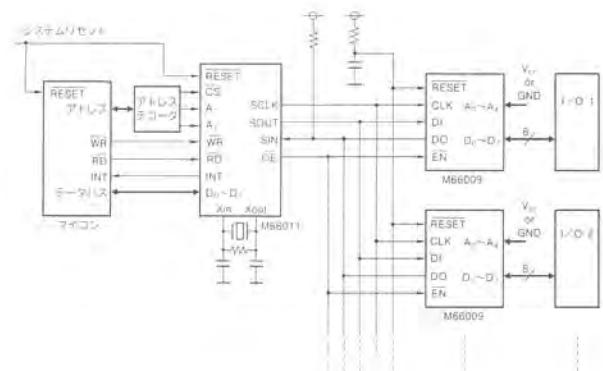 システムリセット
RESET
アドレス
WR
RD
INT
データバス
マイコン
アドレス
デコーダ
RESET
CS
A
A
WR
RD
INT
D₀~D₇
SCLK
SOUT
SIN
OE
XIN XOUT
M66011
RESET
CLK A₀~A₄
DI
DO D₀~D₇
EN
M66009
Vcc
or
GND
8
I/O 1
RESET
CLK A₀~A₄
DI
DO D₀~D₇
EN
M66009
Vcc
or
GND
8
I/O 2